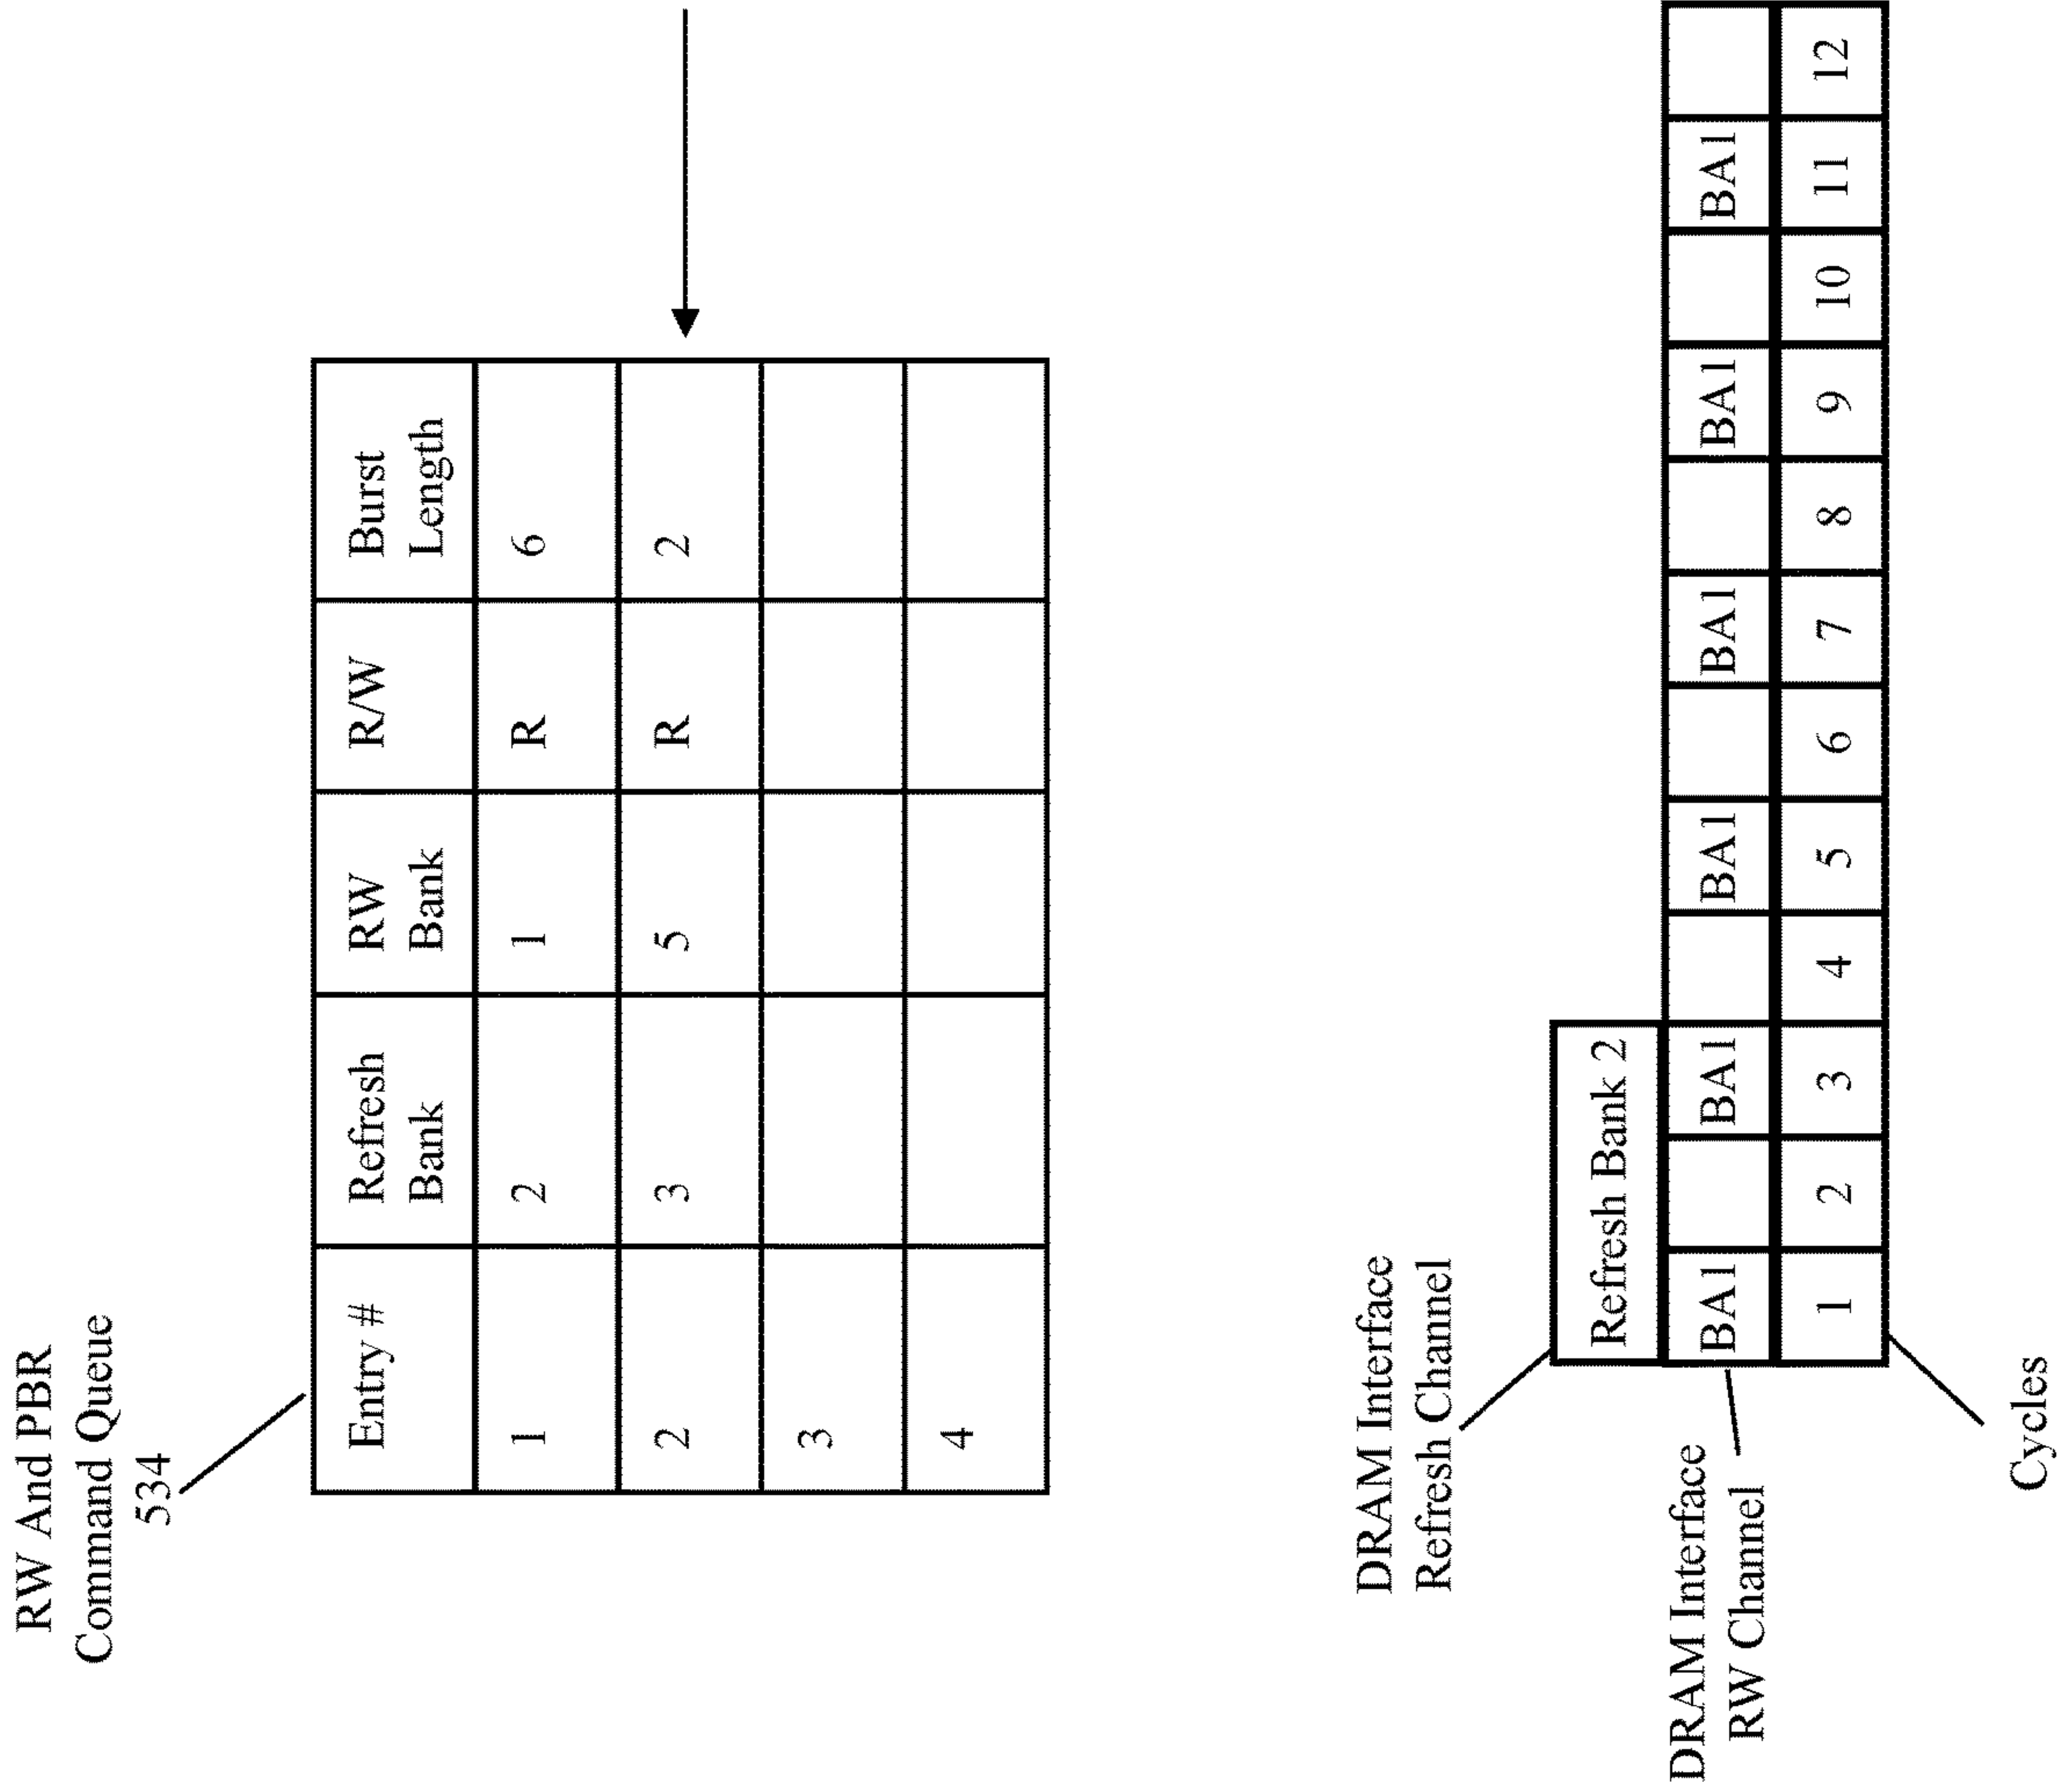 RW And PBR
Command Queue
534
Entry #
Refresh
Bank
RW
Bank
R/W
Burst
Length
1 2 1 R 6
2 3 5 R 2
3
4
DRAM Interface
Refresh Channel
Refresh Bank 2
DRAM Interface
RW Channel
BA1 BA1 BA1 BA1 BA1 BA1
1 2 3 4 5 6 7 8 9 10 11 12
Cycles